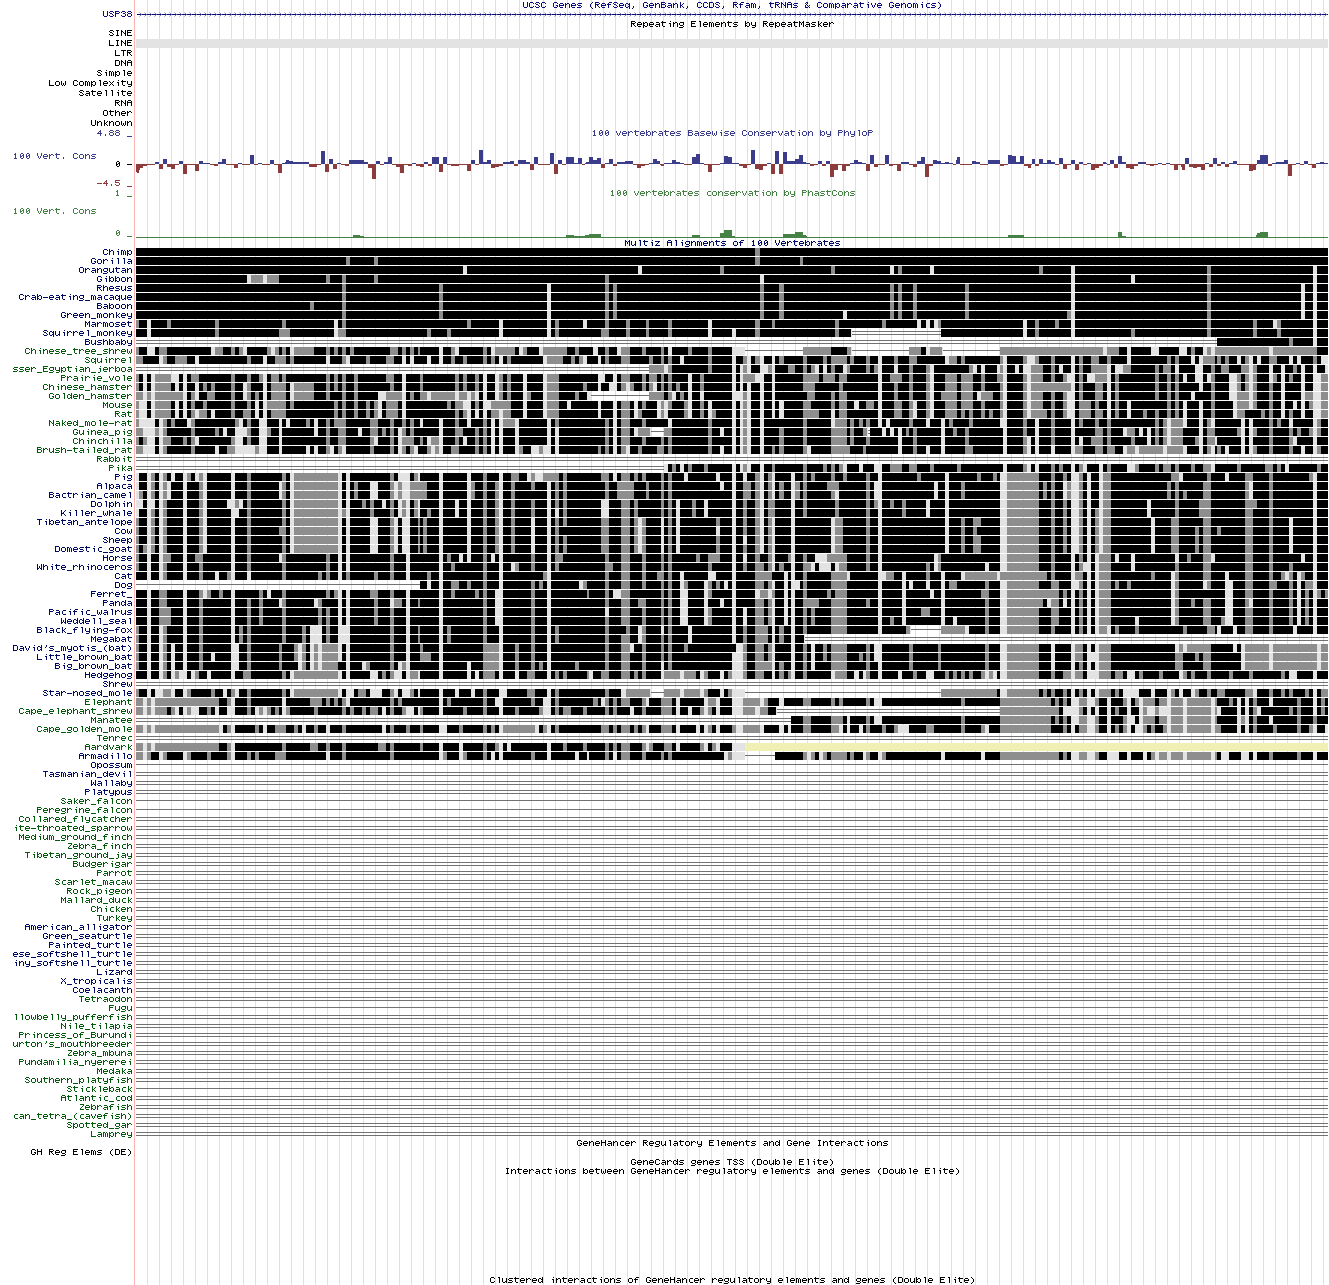 UCSC Genes (RefSeq, GenBank, CCDS, Rfam, tRNAs & Comparative Genomics)
USP38
Repeating Elements by RepeatMasker
SINE
LINE
LTR
DNA
Simple
Low Complexity
Satellite
RNA
Other
Unknown
4.88 _
100 vertebrates Basewise Conservation by PhyloP
100 Vert. Cons
0 _
-4.5 _
1 _
100 vertebrates conservation by PhastCons
100 Vert. Cons
0 _
Multiz Alignments of 100 Vertebrates
Chimp
Gorilla
Orangutan
Gibbon
Rhesus
Crab-eating_macaque
Baboon
Green_monkey
Marmoset
Squirrel_monkey
Bushbaby
Chinese_tree_shrew
Squirrel
sser_Egyptian_jerboa
Prairie_vole
Chinese_hamster
Golden_hamster
Mouse
Rat
Naked_mole-rat
Guinea_pig
Chinchilla
Brush-tailed_rat
Rabbit
Pika
Pig
Alpaca
Bactrian_camel
Dolphin
Killer_whale
Tibetan_antelope
Cow
Sheep
Domestic_goat
Horse
White_rhinoceros
Cat
Dog
Ferret_
Panda
Pacific_walrus
Weddell_seal
Black_flying-fox
Megabat
David's_myotis_(bat)
Little_brown_bat
Big_brown_bat
Hedgehog
Shrew
Star-nosed_mole
Elephant
Cape_elephant_shrew
Manatee
Cape_golden_mole
Tenrec
Aardvark
Armadillo
Opossum
Tasmanian_devil
Wallaby
Platypus
Saker_falcon
Peregrine_falcon
Collared_flycatcher
ite-throated_sparrow
Medium_ground_finch
Zebra_finch
Tibetan_ground_jay
Budgerigar
Parrot
Scarlet_macaw
Rock_pigeon
Mallard_duck
Chicken
Turkey
American_alligator
Green_seaturtle
Painted_turtle
ese_softshell_turtle
iny_softshell_turtle
Lizard
X_tropicalis
Coelacanth
Tetraodon
Fugu
llowbelly_pufferfish
Nile_tilapia
Princess_of_Burundi
urton's_mouthbreeder
Zebra_mbuna
Pundamilia_nyererei
Medaka
Southern_platyfish
Stickleback
Atlantic_cod
Zebrafish
can_tetra_(cavefish)
Spotted_gar
Lamprey
GeneHancer Regulatory Elements and Gene Interactions
GH Reg Elems (DE)
GeneCards genes TSS (Double Elite)
Interactions between GeneHancer regulatory elements and genes (Double Elite)
Clustered interactions of GeneHancer regulatory elements and genes (Double Elite)